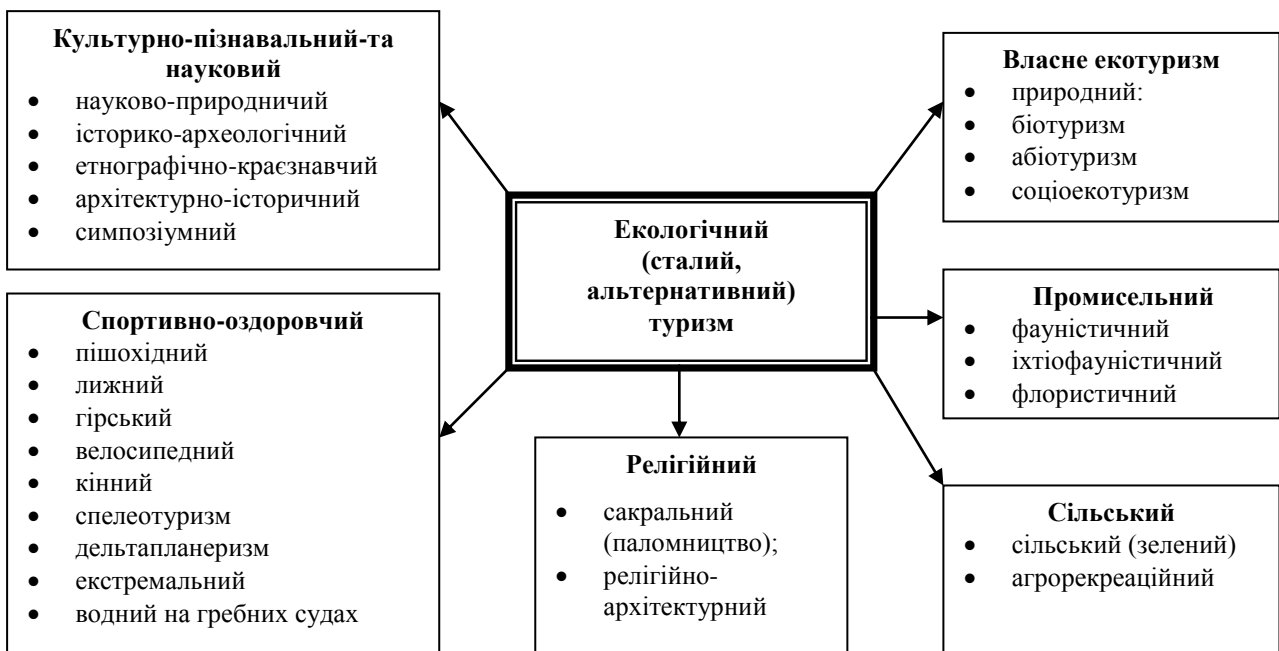 Культурно-пізнавальний-та
науковий
• науково-природничий
• історико-археологічний
• етнографічно-краєзнавчий
• архітектурно-історичний
• симпозіумний
Власне екотуризм
• природний:
• біотуризм
• абіотуризм
• соціоекотуризм
Екологічний
(сталий,
альтернативний)
туризм
Спортивно-оздоровчий
• пішохідний
• лижний
• гірський
• велосипедний
• кінний
• спелеотуризм
• дельтапланеризм
• екстремальний
• водний на гребних судах
Промисельний
• фауністичний
• іхтіофауністичний
• флористичний
Релігійний
• сакральний
(паломництво);
• релігійно-
архітектурний
Сільський
• сільський (зелений)
• агрорекреаційний